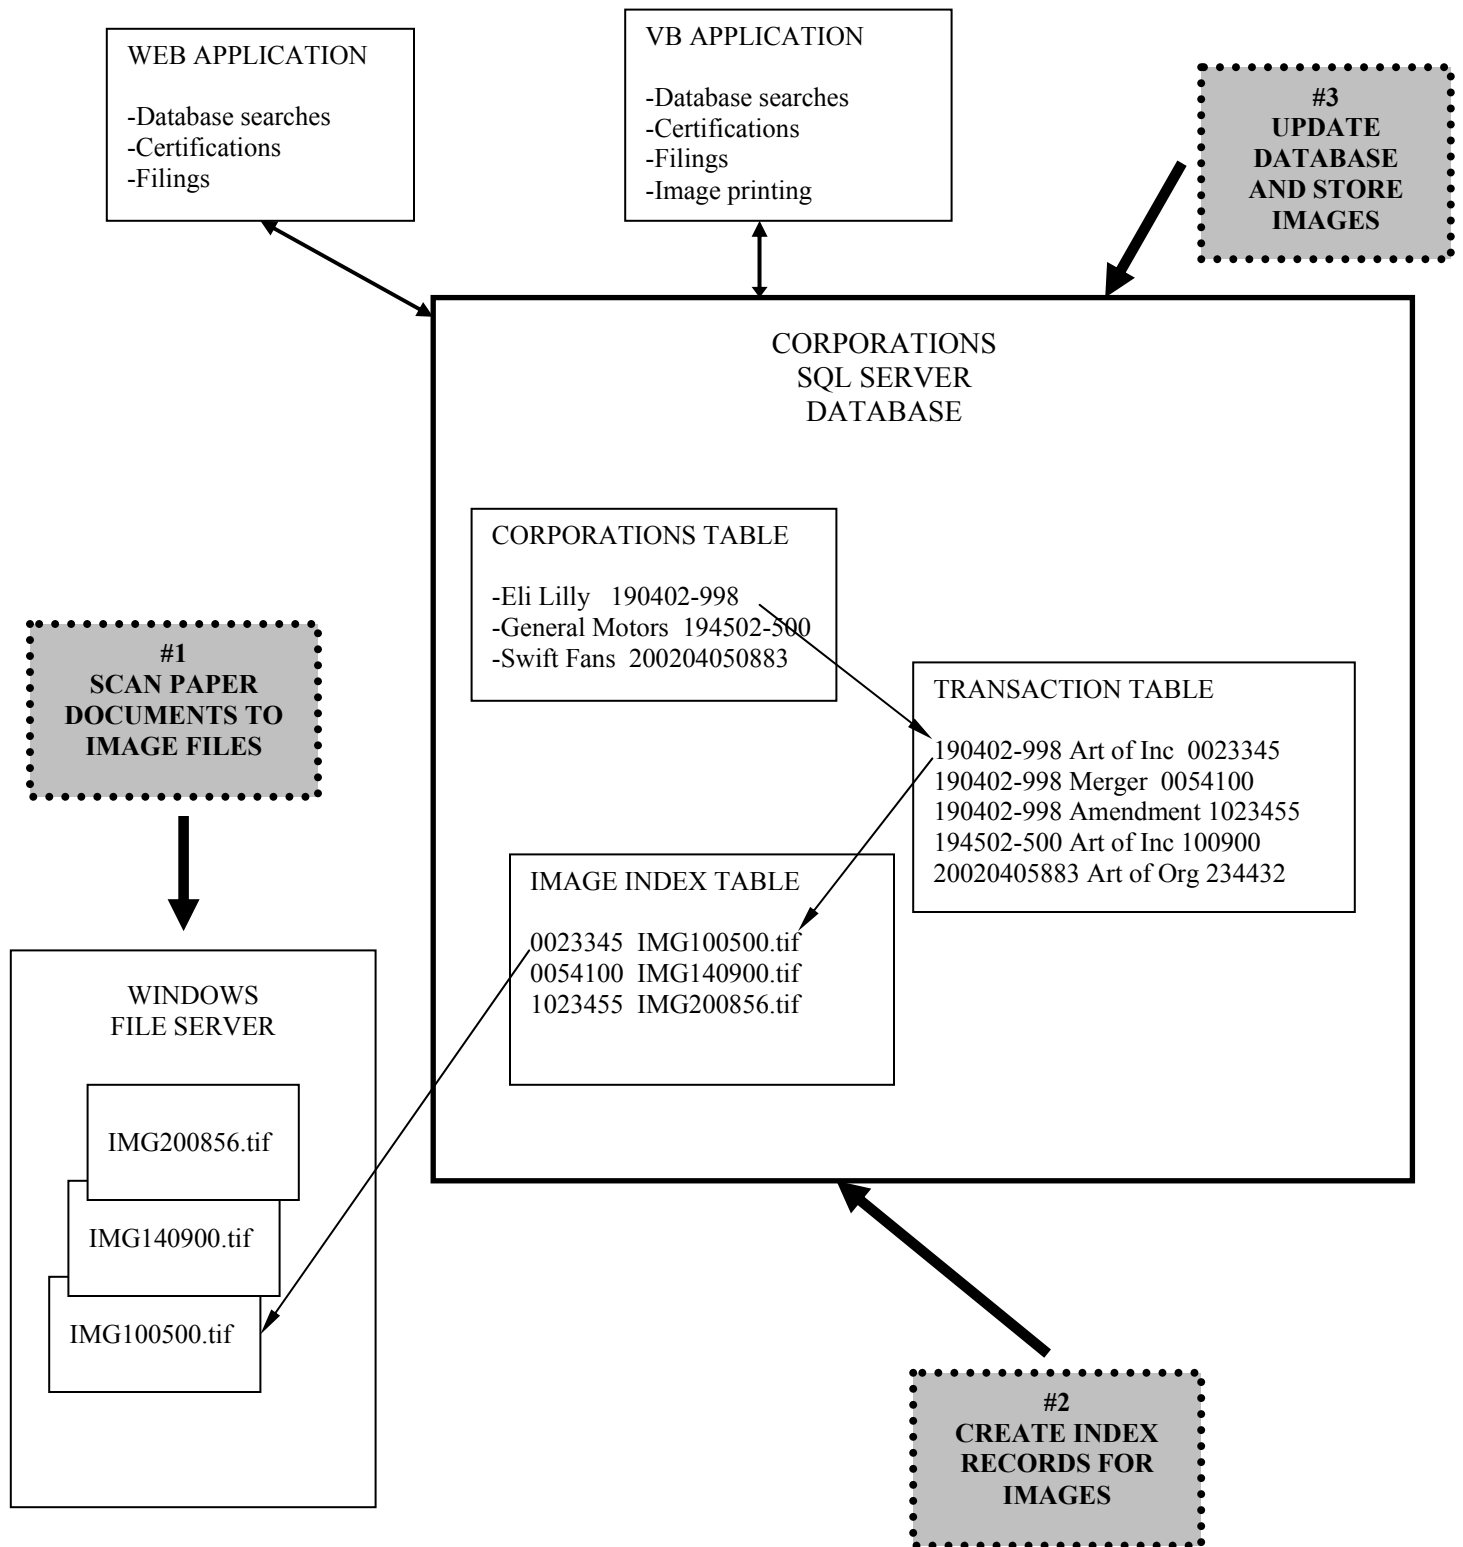 WEB APPLICATION
-Database searches
-Certifications
-Filings
VB APPLICATION
-Database searches
-Certifications
-Filings
-Image printing
#3
UPDATE
DATABASE
AND STORE
IMAGES
CORPORATIONS
SQL SERVER
DATABASE
CORPORATIONS TABLE
-Eli Lilly 190402-998
-General Motors 194502-500
-Swift Fans 200204050883
#1
SCAN PAPER
DOCUMENTS TO
IMAGE FILES
TRANSACTION TABLE
190402-998 Art of Inc 0023345
190402-998 Merger 0054100
190402-998 Amendment 1023455
194502-500 Art of Inc 100900
20020405883 Art of Org 234432
IMAGE INDEX TABLE
0023345 IMG100500.tif
0054100 IMG140900.tif
1023455 IMG200856.tif
WINDOWS
FILE SERVER
IMG200856.tif
IMG140900.tif
IMG100500.tif
#2
CREATE INDEX
RECORDS FOR
IMAGES